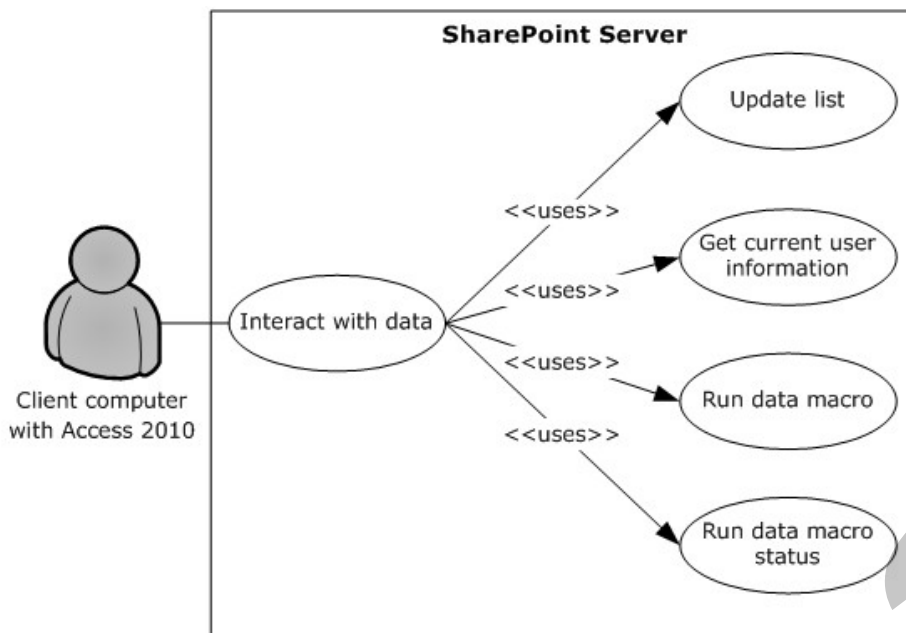 SharePoint Server
Update list
<<uses>>
Get current user
information
<<uses>>
Interact with data
<<uses>>
Run data macro
Client computer
with Access 2010
<<uses>>
Run data macro
status